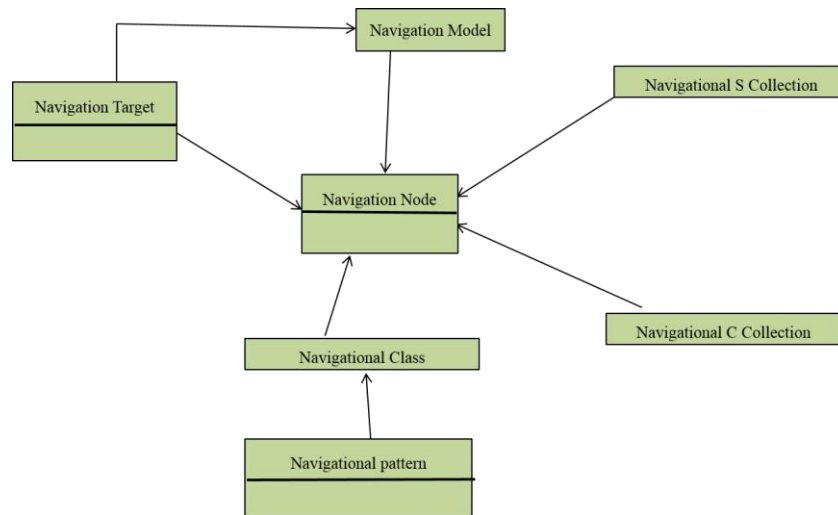 Navigation Model
Navigation Target
Navigational S Collection
Navigation Node
Navigational C Collection
Navigational Class
Navigational pattern